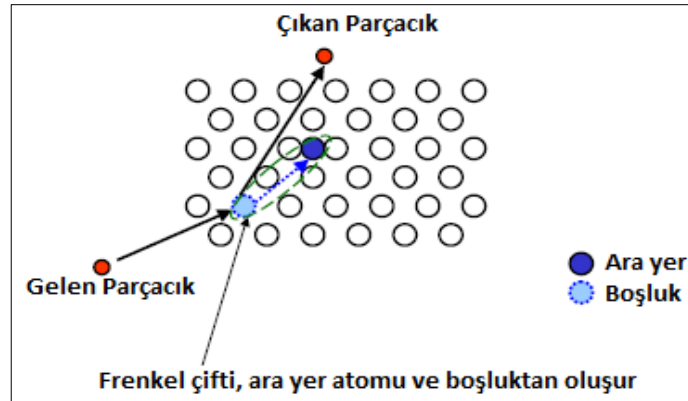 Çıkan Parçacık
Gelen Parçacık
Ara yer
Boşluk
Frenkel çifti, ara yer atomu ve boşluktan oluşur